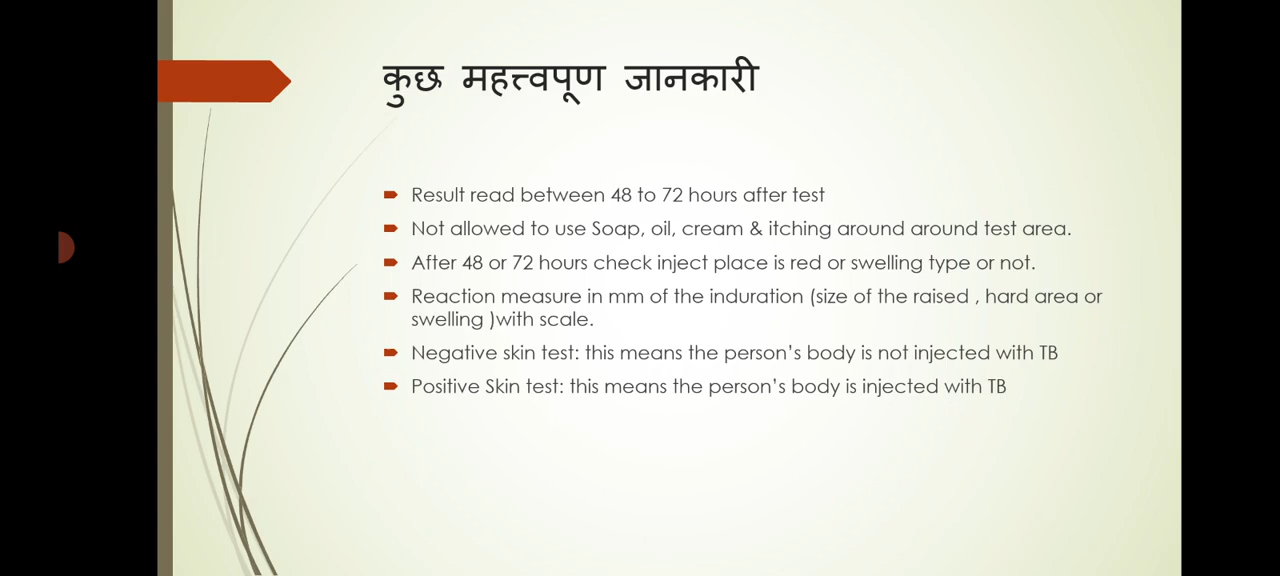 कुछ महत्त्वपूण जानकारी
Result read between 48 to 72 hours after test
Not allowed to use Soap, oil, cream & itching around around test area.
After 48 or 72 hours check inject place is red or swelling type or not.
Reaction measure in mm of the induration (size of the raised , hard area or
swelling )with scale.
Negative skin test: this means the person’s body is not injected with TB
Positive Skin test: this means the person’s body is injected with TB